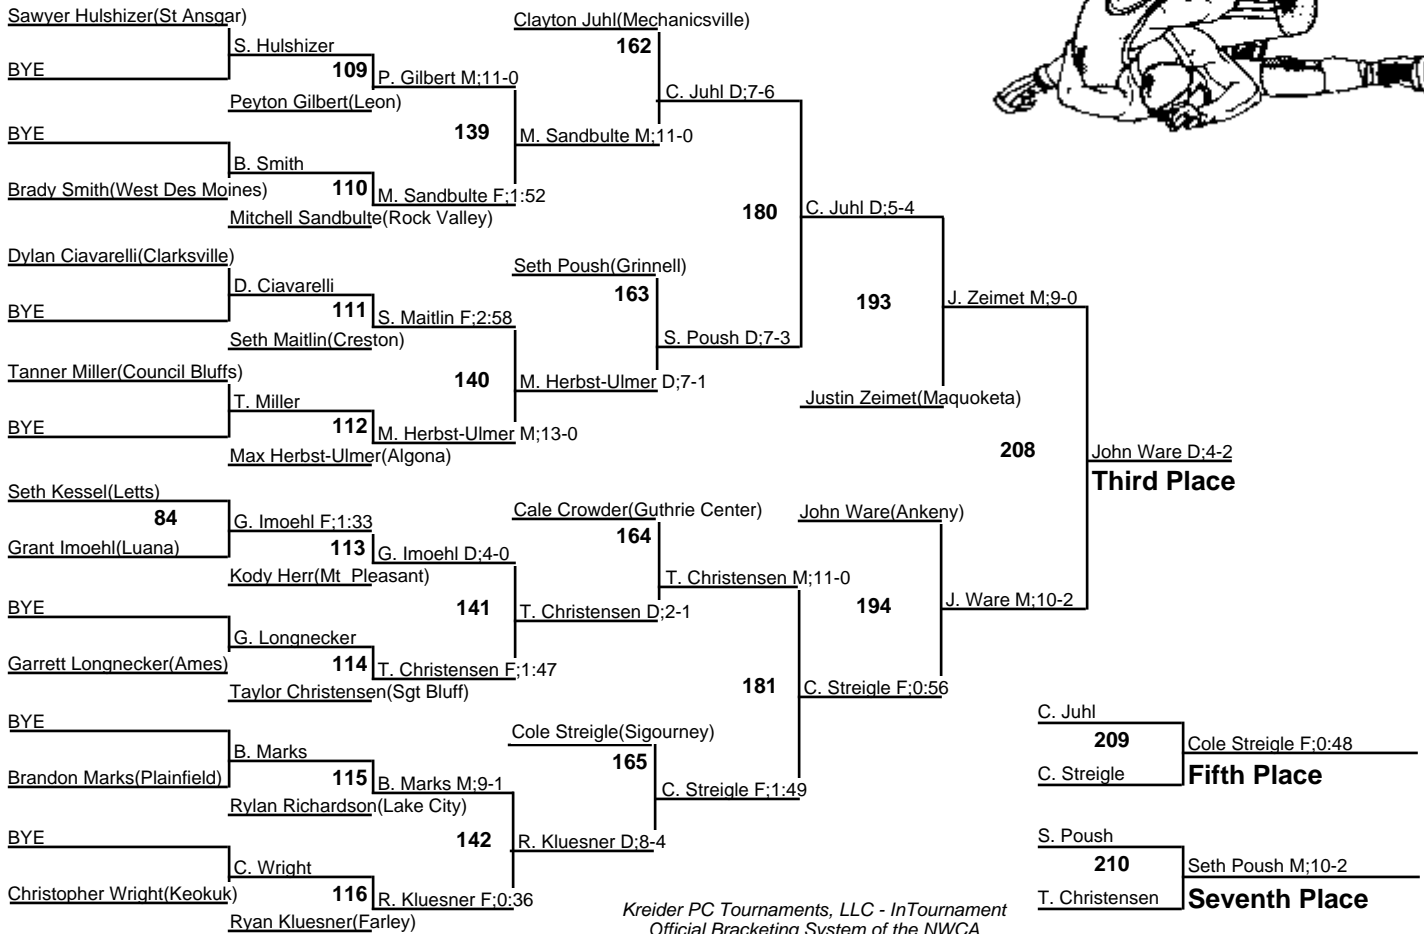 Sawyer Hulshizer(St Ansgar)
BYE
S. Hulshizer
109
Peyton Gilbert(Leon)
P. Gilbert M;11-0
BYE
Brady Smith(West Des Moines)
B. Smith
110
Mitchell Sandbulte(Rock Valley)
M. Sandbulte F;1:52
139
M. Sandbulte M;11-0
Clayton Juhl(Mechanicsville)
162
C. Juhl D;7-6
Dylan Ciavarelli(Clarksville)
BYE
D. Ciavarelli
111
Seth Maitlin(Creston)
S. Maitlin F;2:58
Tanner Miller(Council Bluffs)
BYE
T. Miller
112
Max Herbst-Ulmer(Algona)
M. Herbst-Ulmer M;13-0
140
M. Herbst-Ulmer D;7-1
Seth Poush(Grinnell)
163
S. Poush D;7-3
180
C. Juhl D;5-4
193
Justin Zeimet(Maquoketa)
J. Zeimet M;9-0
Seth Kessel(Letts)
84
Grant Imoehl(Luana)
G. Imoehl F;1:33
113
Kody Herr(Mt Pleasant)
G. Imoehl D;4-0
BYE
Garrett Longnecker(Ames)
G. Longnecker
114
Taylor Christensen(Sgt Bluff)
T. Christensen F;1:47
141
T. Christensen D;2-1
Cale Crowder(Guthrie Center)
164
T. Christensen M;11-0
BYE
Brandon Marks(Plainfield)
B. Marks
115
Rylan Richardson(Lake City)
B. Marks M;9-1
BYE
Christopher Wright(Keokuk)
C. Wright
116
Ryan Kluesner(Farley)
R. Kluesner F;0:36
142
R. Kluesner D;8-4
Cole Streigle(Sigourney)
165
C. Streigle F;1:49
181
C. Streigle F;0:56
John Ware(Ankeny)
194
J. Ware M;10-2
208
John Ware D;4-2
Third Place
C. Juhl
209
C. Streigle
Cole Streigle F;0:48
Fifth Place
S. Poush
210
T. Christensen
Seth Poush M;10-2
Seventh Place
Kreider PC Tournaments, LLC - InTournament
Official Bracketing System of the NWCA